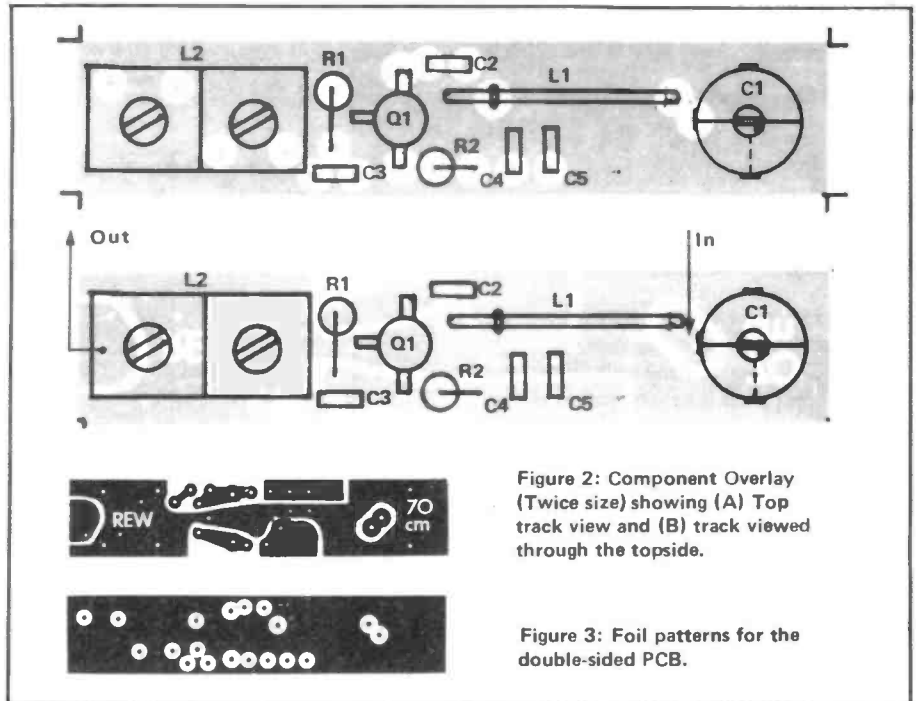 L2
R1
C2
L1
C1
Q1
R2
C3
C4
C5
Out
In
L2
R1
C2
L1
C1
Q1
R2
C3
C4
C5
REW
70
cm
Figure 2: Component Overlay
(Twice size) showing (A) Top
track view and (B) track viewed
through the topside.
Figure 3: Foil patterns for the
double-sided PCB.